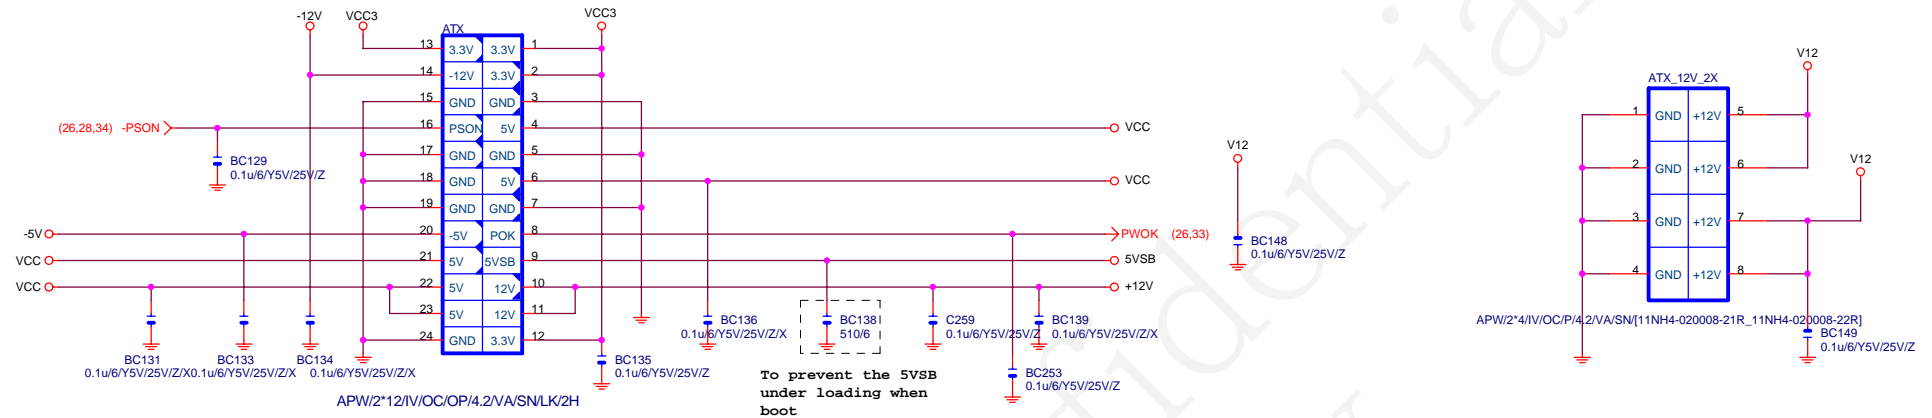 -12V
VCC3
VCC3
ATX
13 3.3V 3.3V 1
14 -12V 3.3V 2
15 GND GND 3
(26,28,34) -PSON 16 PSON 5V 4 VCC
17 GND GND 5
18 GND 5V 6 VCC
19 GND GND 7
-5V 20 -5V POK 8 PWOK (26,33)
VCC 21 5V 5VSB 9 5VSB
VCC 22 5V 12V 10 +12V
23 5V 12V 11
24 GND 3.3V 12
BC129
0.1u/6/Y5V/25V/Z
BC131
0.1u/6/Y5V/25V/Z/X
BC133
0.1u/6/Y5V/25V/Z/X
BC134
0.1u/6/Y5V/25V/Z/X
BC135
0.1u/6/Y5V/25V/Z
BC136
0.1u/6/Y5V/25V/Z/X
BC138
510/6
C259
0.1u/6/Y5V/25V/Z
BC139
0.1u/6/Y5V/25V/Z/X
BC253
0.1u/6/Y5V/25V/Z
To prevent the 5VSB
under loading when
boot
APW/2*12/IV/OC/OP/4.2/VA/SN/LK/2H
V12
BC148
0.1u/6/Y5V/25V/Z
V12
ATX_12V_2X
1 GND +12V 5
2 GND +12V 6
3 GND +12V 7
4 GND +12V 8
V12
APW/2*4/IV/OC/P/4.2/VA/SN/[11NH4-020008-21R_11NH4-020008-22R]
BC149
0.1u/6/Y5V/25V/Z
fidential